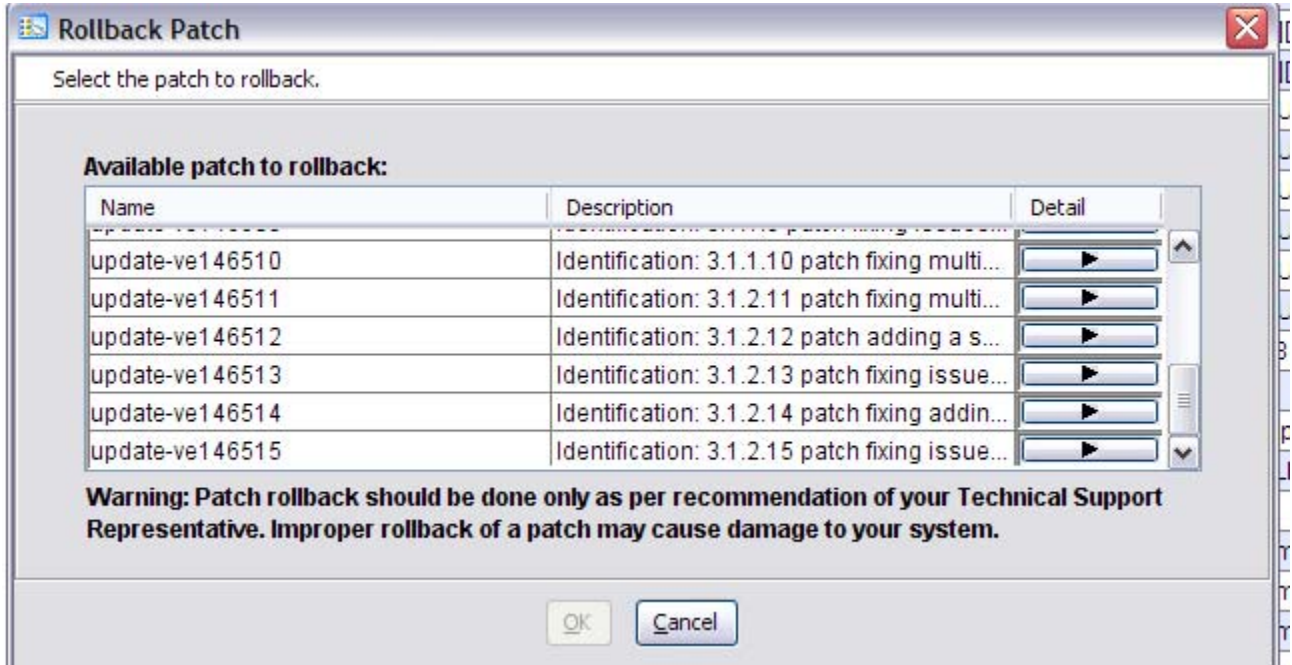 Rollback Patch
Select the patch to rollback.
Available patch to rollback:
Name Description Detail
update-ve146510 Identification: 3.1.1.10 patch fixing multi...
update-ve146511 Identification: 3.1.2.11 patch fixing multi...
update-ve146512 Identification: 3.1.2.12 patch adding a s...
update-ve146513 Identification: 3.1.2.13 patch fixing issue...
update-ve146514 Identification: 3.1.2.14 patch fixing addin...
update-ve146515 Identification: 3.1.2.15 patch fixing issue...
Warning: Patch rollback should be done only as per recommendation of your Technical Support
Representative. Improper rollback of a patch may cause damage to your system.
OK Cancel